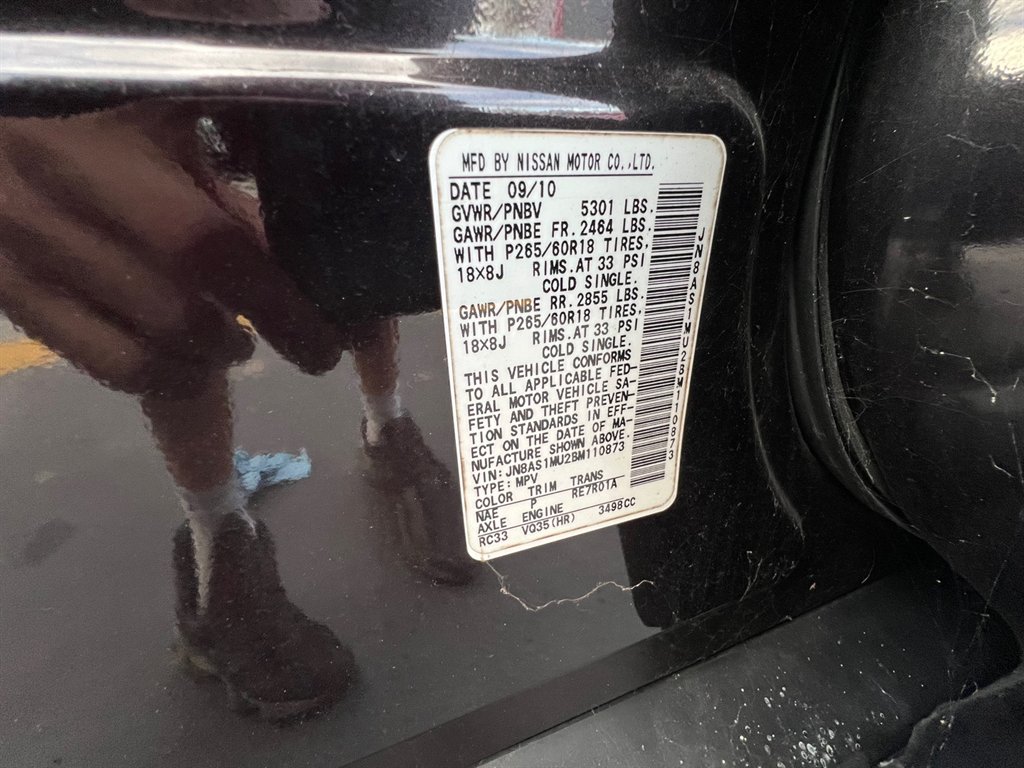 MFD BY NISSAN MOTOR CO.,LTD.
DATE 09/10
GVWR/PNBV 5301 LBS.
GAWR/PNBE FR. 2464 LBS.
WITH P265/60R18 TIRES,
18×8J RIMS.AT 33 PSI
COLD SINGLE.
GAWR/PNBE RR. 2855 LBS.
WITH P265/60R18 TIRES,
18×8J RIMS.AT 33 PSI
COLD SINGLE.
THIS VEHICLE CONFORMS
TO ALL APPLICABLE FED-
ERAL MOTOR VEHICLE SA-
FETY AND THEFT PREVEN-
TION STANDARDS IN EFF-
ECT ON THE DATE OF MA-
NUFACTURE SHOWN ABOVE.
VIN: JN8AS1MU2BM110873
TYPE: MPV
COLOR TRIM TRANS
NAE P RE7R01A
AXLE ENGINE
RC33 VQ35(HR) 3498CC
JN8AS1MU2BM110873